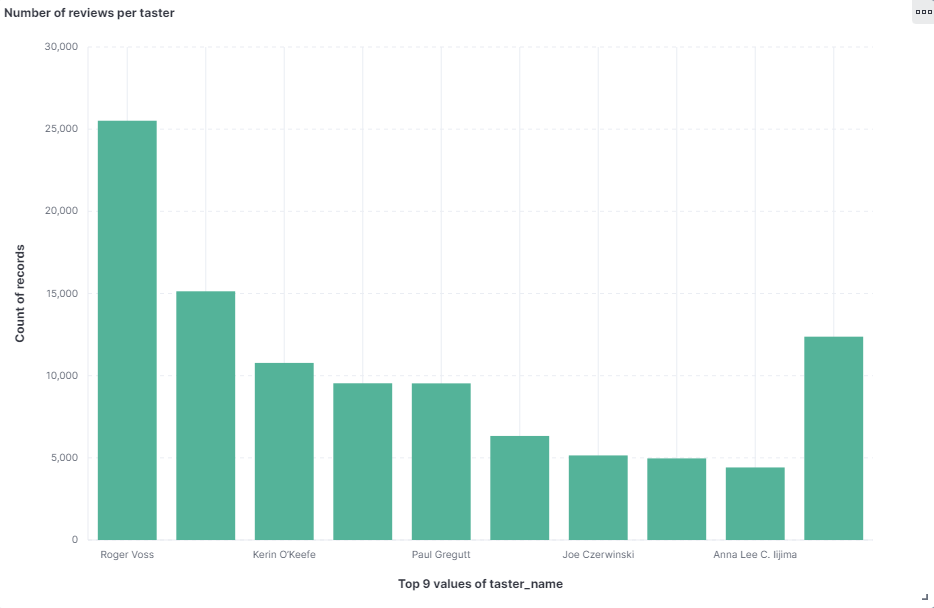 Number of reviews per taster
30,000
25,000
20,000
15,000
10,000
5,000
0
Count of records
Roger Voss
Kerin O'Keefe
Paul Gregutt
Joe Czerwinski
Anna Lee C. Iijima
Top 9 values of taster_name